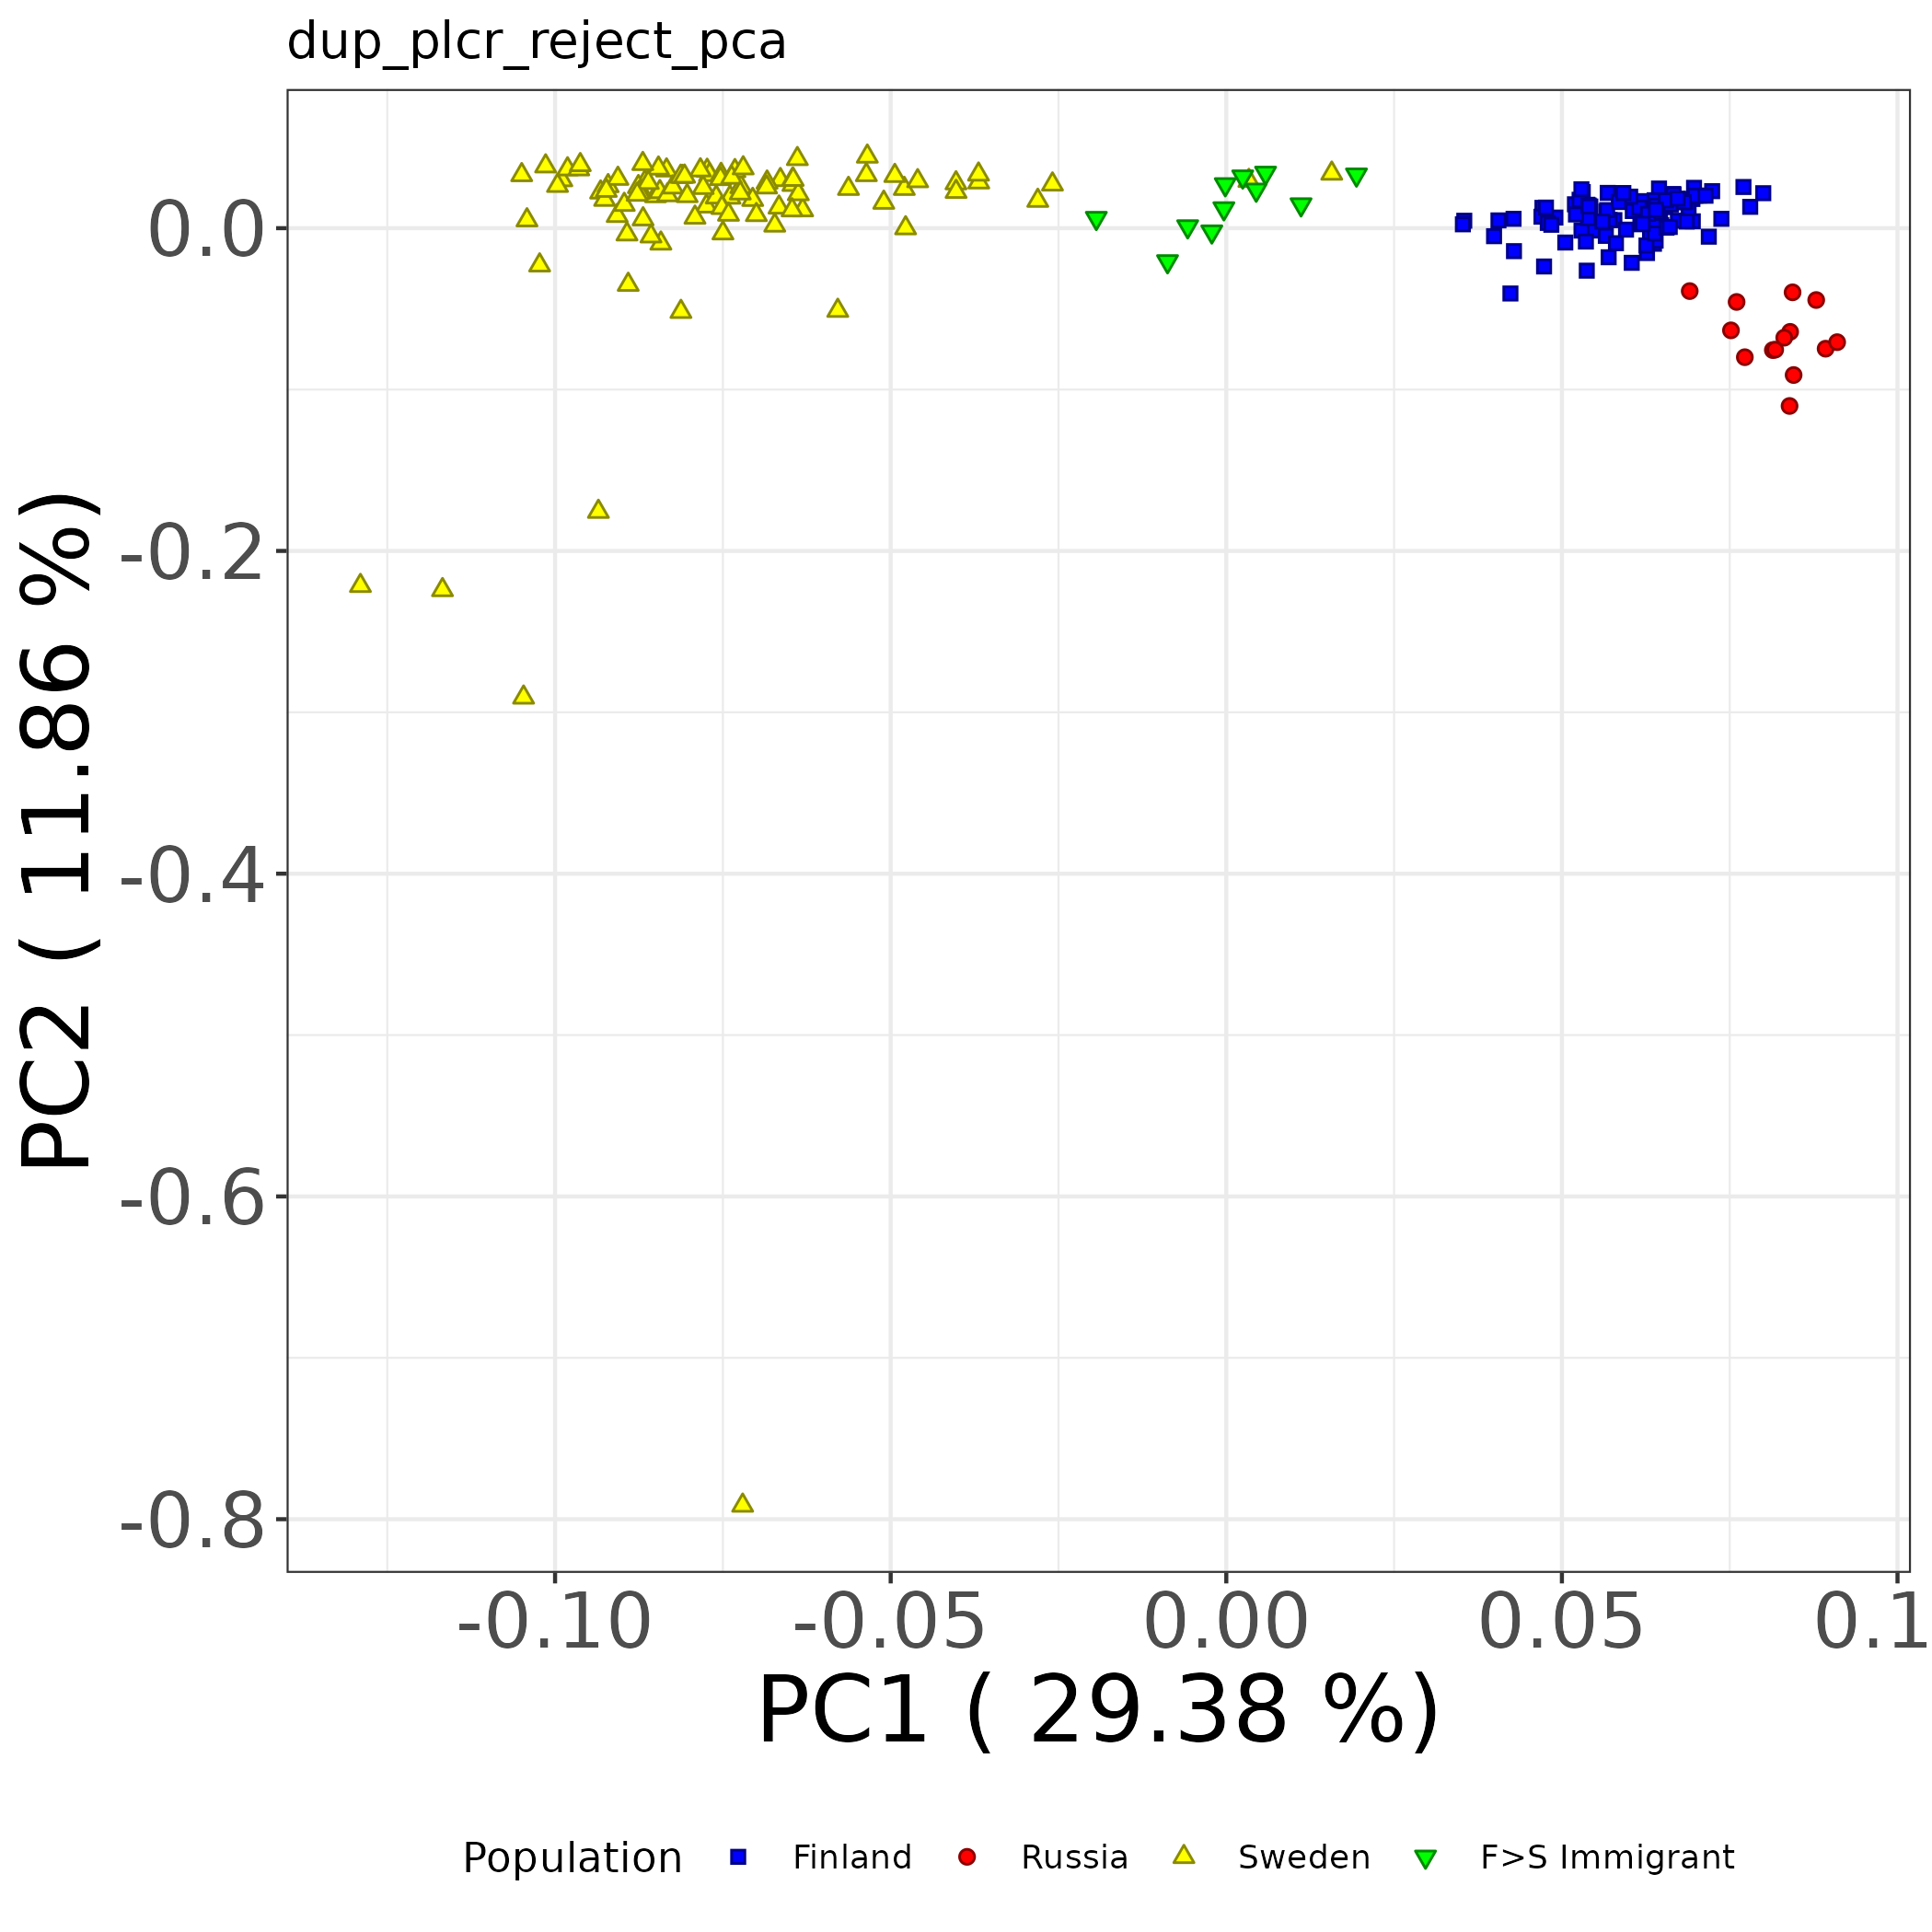 dup_plcr_reject_pca
PC2 ( 11.86 %)
0.0
-0.2
-0.4
-0.6
-0.8
-0.10 -0.05 0.00 0.05 0.1
PC1 ( 29.38 %)
Population Finland Russia Sweden F>S Immigrant